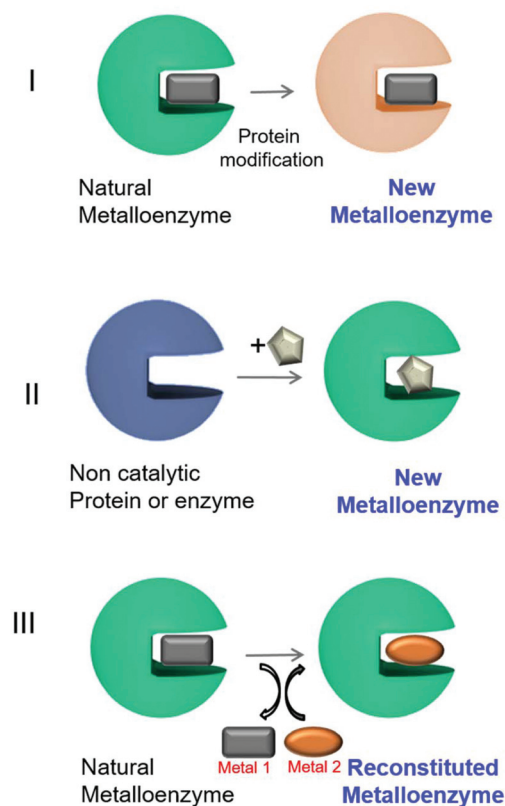 I
Protein
modification
Natural
Metalloenzyme
New
Metalloenzyme
II
+
Non catalytic
Protein or enzyme
New
Metalloenzyme
III
Metal 1
Metal 2
Natural
Metalloenzyme
Reconstituted
Metalloenzyme